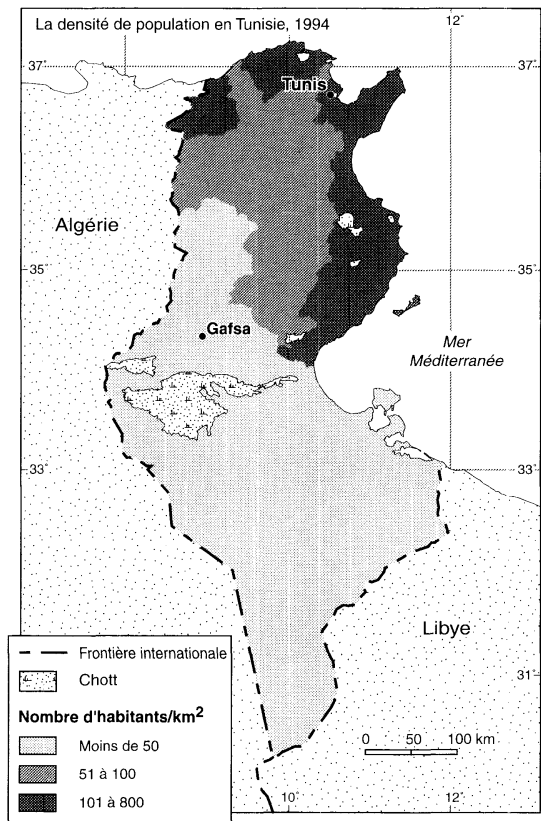 La densité de population en Tunisie, 1994
12°
37°
37°
Tunis
Algérie
35°
35°
Gafsa
Mer
Méditerranée
33°
33°
Libye
31°
Frontière internationale
Chott
Nombre d'habitants/km²
Moins de 50
51 à 100
101 à 800
0 50 100 km
10°
12°